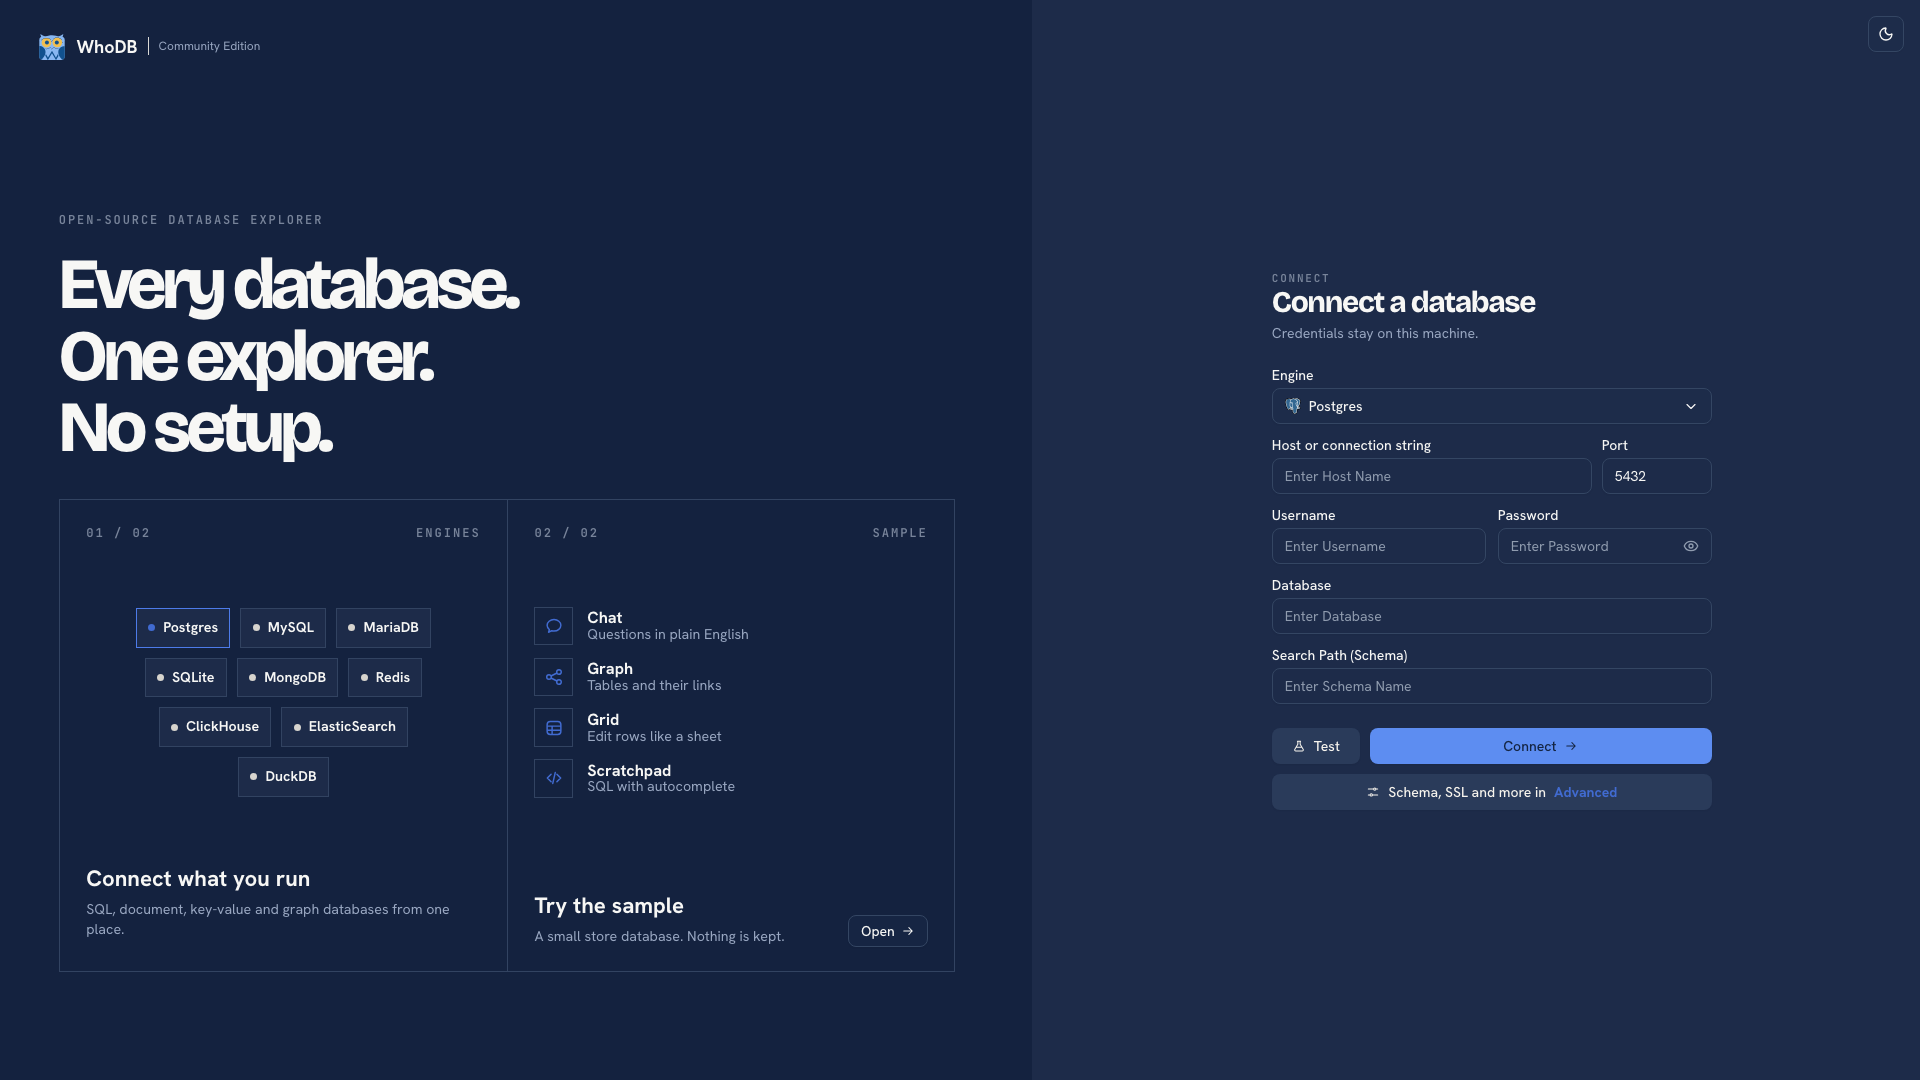 WhoDB
Community Edition
OPEN-SOURCE DATABASE EXPLORER
Every database.
One explorer.
No setup.
01 / 02
ENGINES
Postgres
MySQL
MariaDB
SQLite
MongoDB
Redis
ClickHouse
ElasticSearch
DuckDB
Connect what you run
SQL, document, key-value and graph databases from one
place.
02 / 02
SAMPLE
Chat
Questions in plain English
Graph
Tables and their links
Grid
Edit rows like a sheet
Scratchpad
SQL with autocomplete
Try the sample
A small store database. Nothing is kept.
Open
CONNECT
Connect a database
Credentials stay on this machine.
Engine
Postgres
Host or connection string
Port
Enter Host Name
5432
Username
Password
Enter Username
Enter Password
Database
Enter Database
Search Path (Schema)
Enter Schema Name
Test
Connect
Schema, SSL and more in Advanced